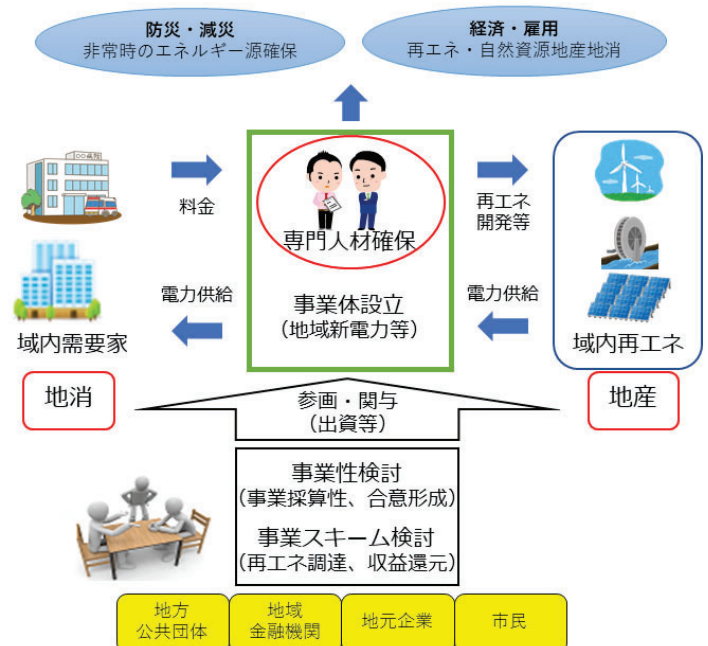 防災・減災
非常時のエネルギー源確保
経済・雇用
再エネ・自然資源地産地消
料金
専門人材確保
再エネ
開発等
電力供給
事業体設立
(地域新電力等)
電力供給
域内需要家
域内再エネ
地消
地産
参画・関与
(出資等)
事業性検討
(事業採算性、合意形成)
事業スキーム検討
(再エネ調達、収益還元)
地方
公共団体
地域
金融機関
地元企業
市民